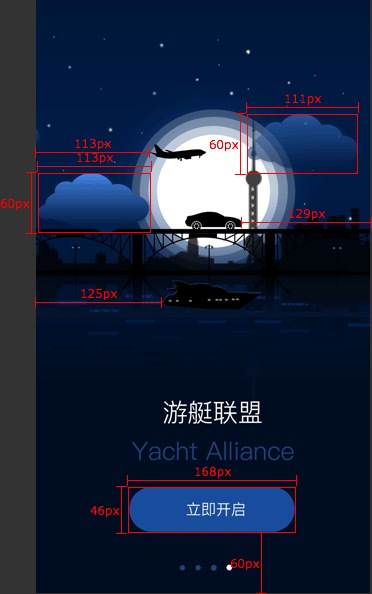 111px
113px
60px
113px
60px
129px
125px
游艇联盟
Yacht Alliance
168px
46px
立即开启
60px